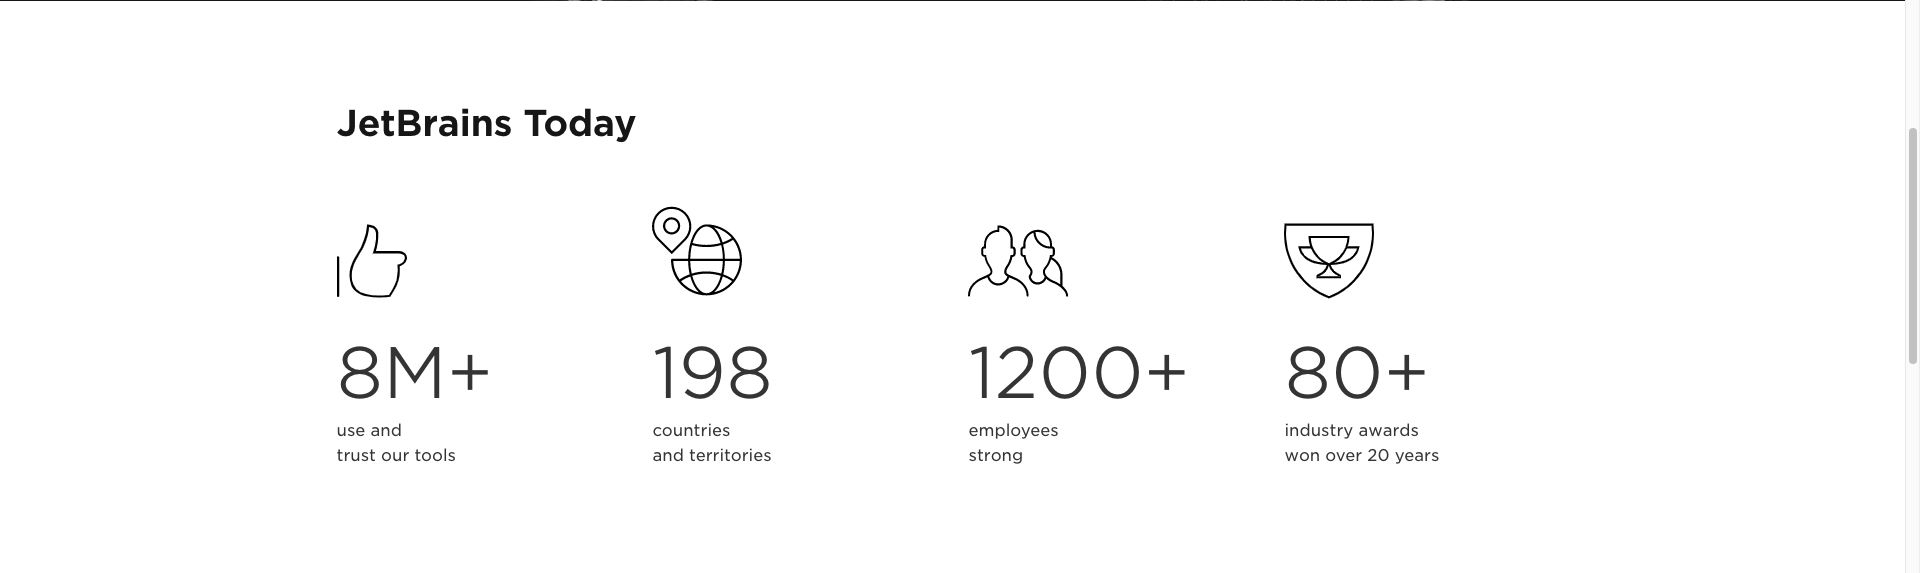 JetBrains Today
8M+
use and
trust our tools
198
countries
and territories
1200+
employees
strong
80+
industry awards
won over 20 years